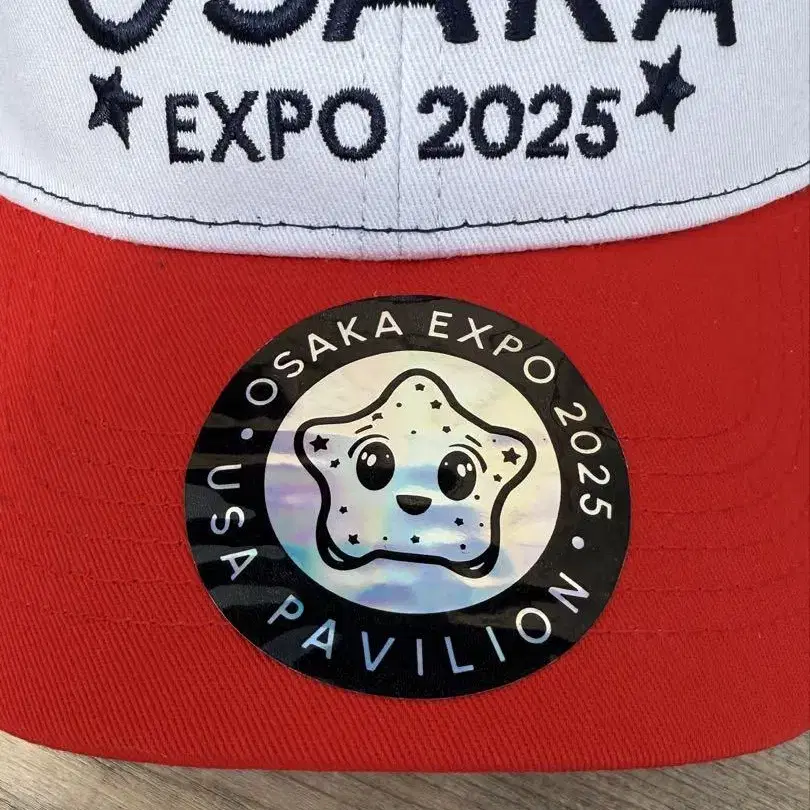 OSAKA
EXPO 2025
OSAKA EXPO 2025
USA PAVILION